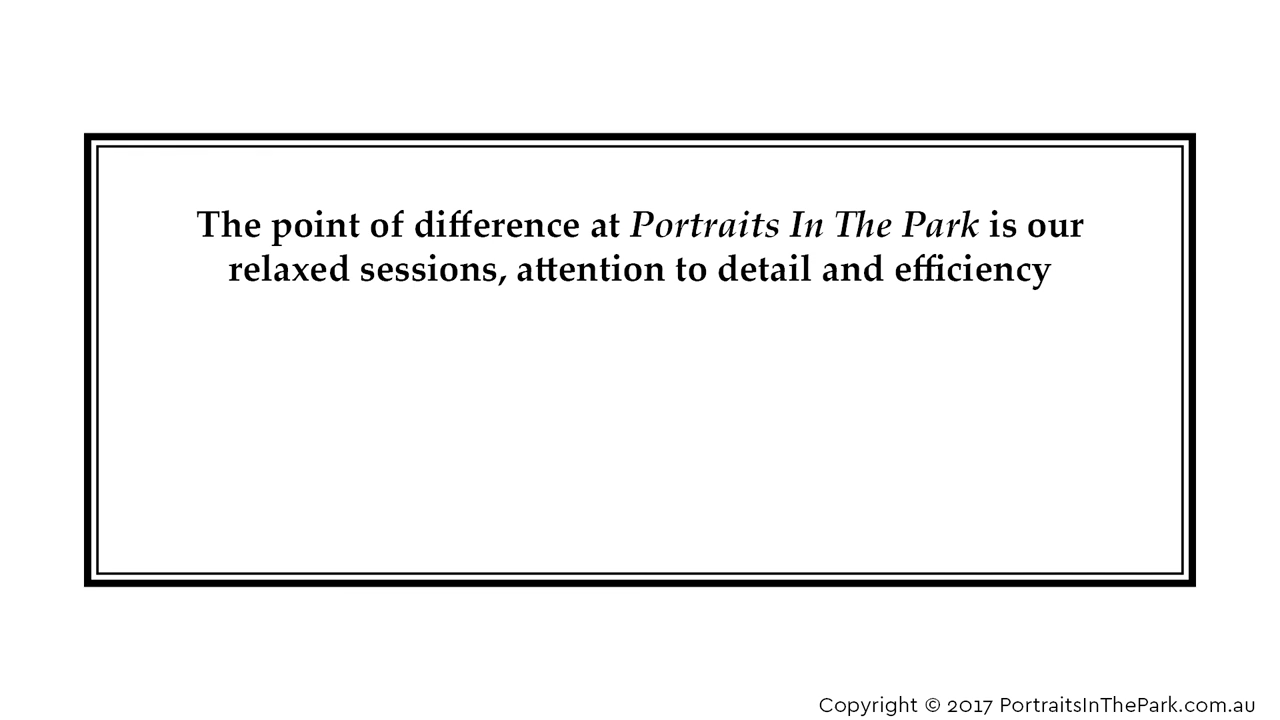 The point of difference at Portraits In The Park is our
relaxed sessions, attention to detail and efficiency
Copyright © 2017 PortraitsInThePark.com.au